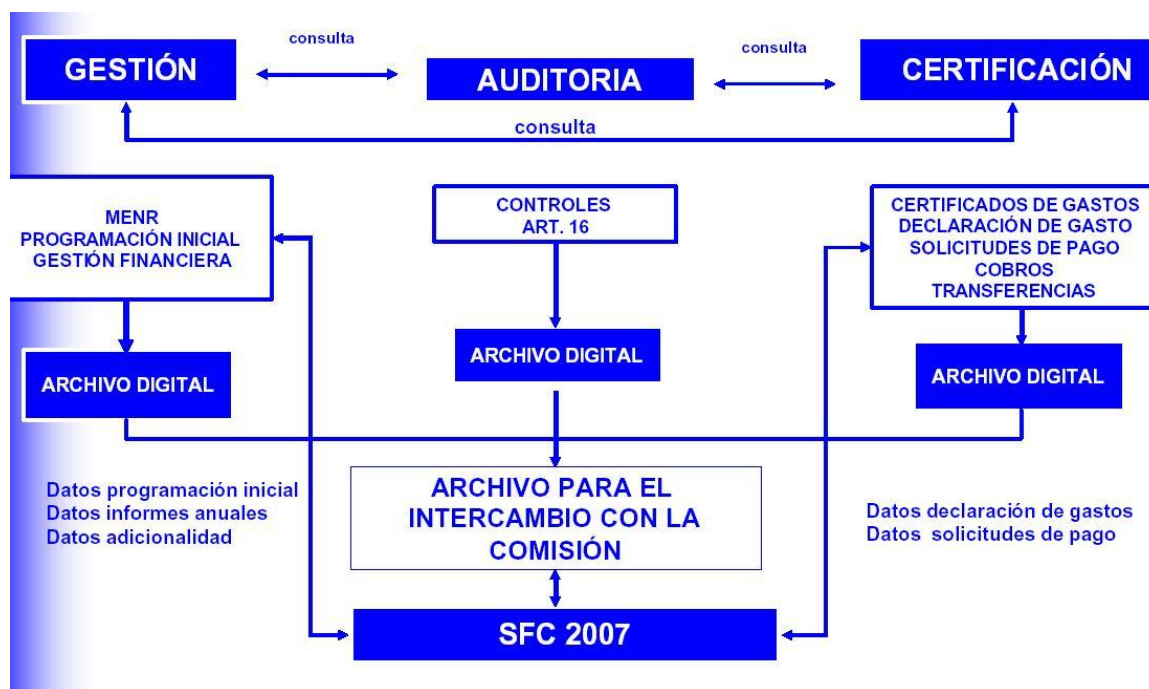 consulta
consulta
GESTIÓN
AUDITORIA
CERTIFICACIÓN
consulta
MENR
PROGRAMACIÓN INICIAL
GESTIÓN FINANCIERA
CONTROLES
ART. 16
CERTIFICADOS DE GASTOS
DECLARACIÓN DE GASTO
SOLICITUDES DE PAGO
COBROS
TRANSFERENCIAS
ARCHIVO DIGITAL
ARCHIVO DIGITAL
ARCHIVO DIGITAL
Datos programación inicial
Datos informes anuales
Datos adicionalidad
ARCHIVO PARA EL
INTERCAMBIO CON LA
COMISIÓN
Datos declaración de gastos
Datos solicitudes de pago
SFC 2007